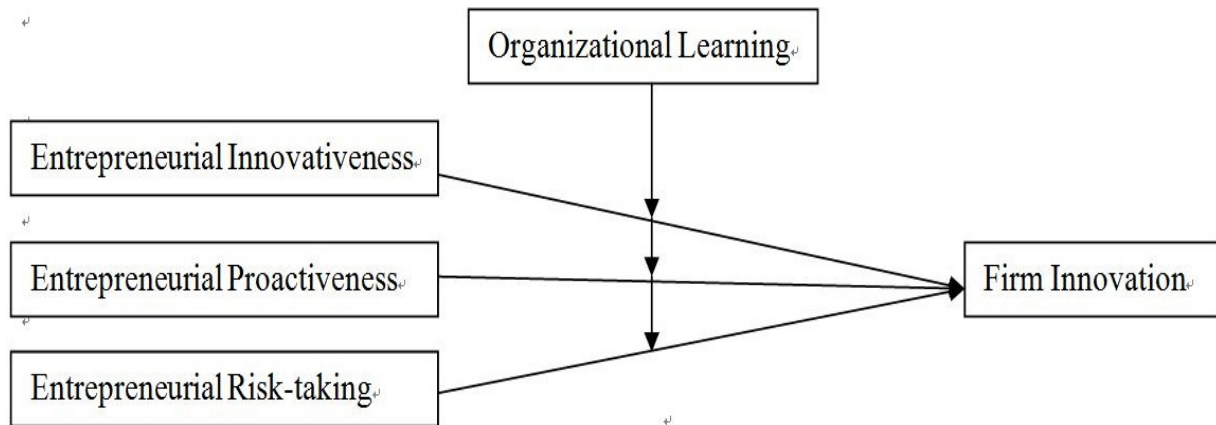 Organizational Learning
Entrepreneurial Innovativeness
Entrepreneurial Proactiveness
Firm Innovation
Entrepreneurial Risk-taking